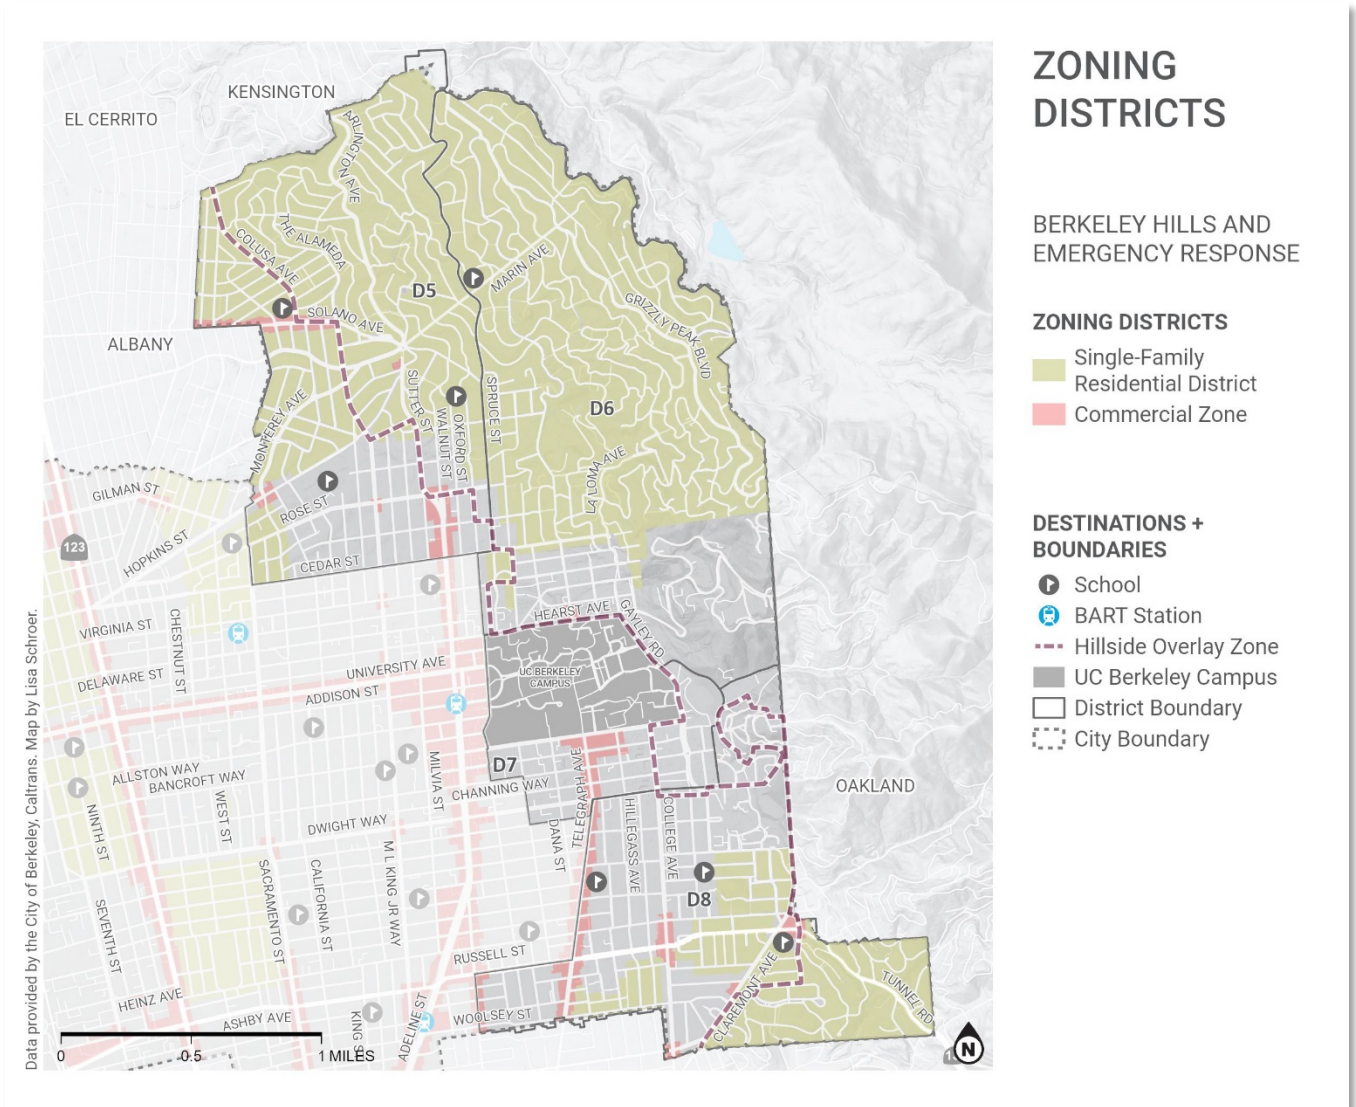 ZONING
DISTRICTS
BERKELEY HILLS AND
EMERGENCY RESPONSE
ZONING DISTRICTS
Single-Family
Residential District
Commercial Zone
DESTINATIONS +
BOUNDARIES
School
BART Station
Hillside Overlay Zone
UC Berkeley Campus
District Boundary
City Boundary
KENSINGTON
EL CERRITO
ARLINGTON AVE
THE ALAMEDA
COLUSA AVE
MARIN AVE
D5
GRIZZLY PEAK BLVD
SOLANO AVE
ALBANY
SUTTER ST
SPRUCE ST
D6
MONTEREY AVE
WALNUT ST
OXFORD ST
LA LOMA AVE
GILMAN ST
ROSE ST
123
HOPKINS ST
CEDAR ST
HEARST AVE
GAYLEY RD
VIRGINIA ST
CHESTNUT ST
UNIVERSITY AVE
DELAWARE ST
ADDISON ST
UC BERKELEY
CAMPUS
D7
ALLSTON WAY
BANCROFT WAY
MILVIA ST
CHANNING WAY
TELEGRAPH AVE
OAKLAND
NINTH ST
WEST ST
DWIGHT WAY
DANA ST
HILLEGASS AVE
COLLEGE AVE
M L KING JR WAY
SACRAMENTO ST
CALIFORNIA ST
D8
SEVENTH ST
RUSSELL ST
HEINZ AVE
ASHBY AVE
ADELINE ST
WOOLSEY ST
CLAREMONT AVE
TUNNEL RD
0
0.5
1 MILES
N
Data provided by the City of Berkeley, Caltrans. Map by Lisa Schroer.